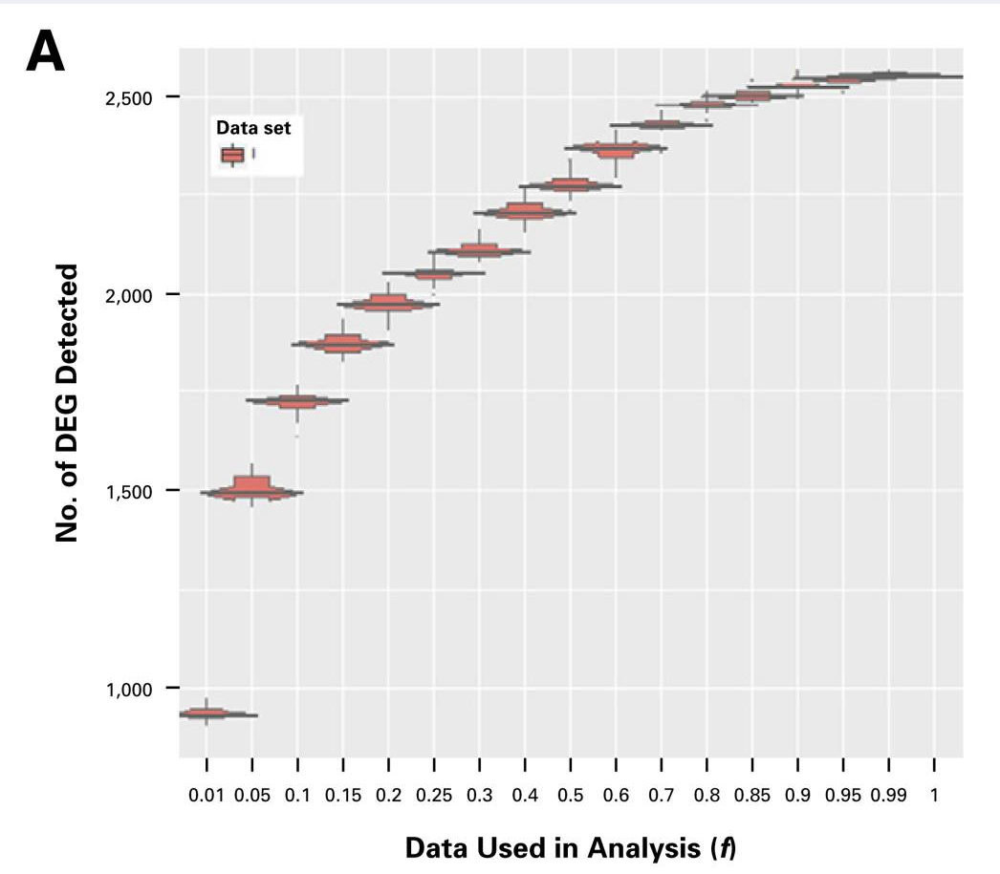 A
2,500
Data set
I
2,000
1,500
1,000
No. of DEG Detected
0.01 0.05 0.1 0.15 0.2 0.25 0.3 0.4 0.5 0.6 0.7 0.8 0.85 0.9 0.95 0.99 1
Data Used in Analysis (f)